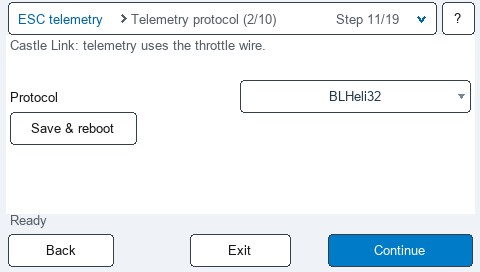 ESC telemetry > Telemetry protocol (2/10) Step 11/19 ?
Castle Link: telemetry uses the throttle wire.
Protocol BLHeli32
Save & reboot
Ready
Back Exit Continue